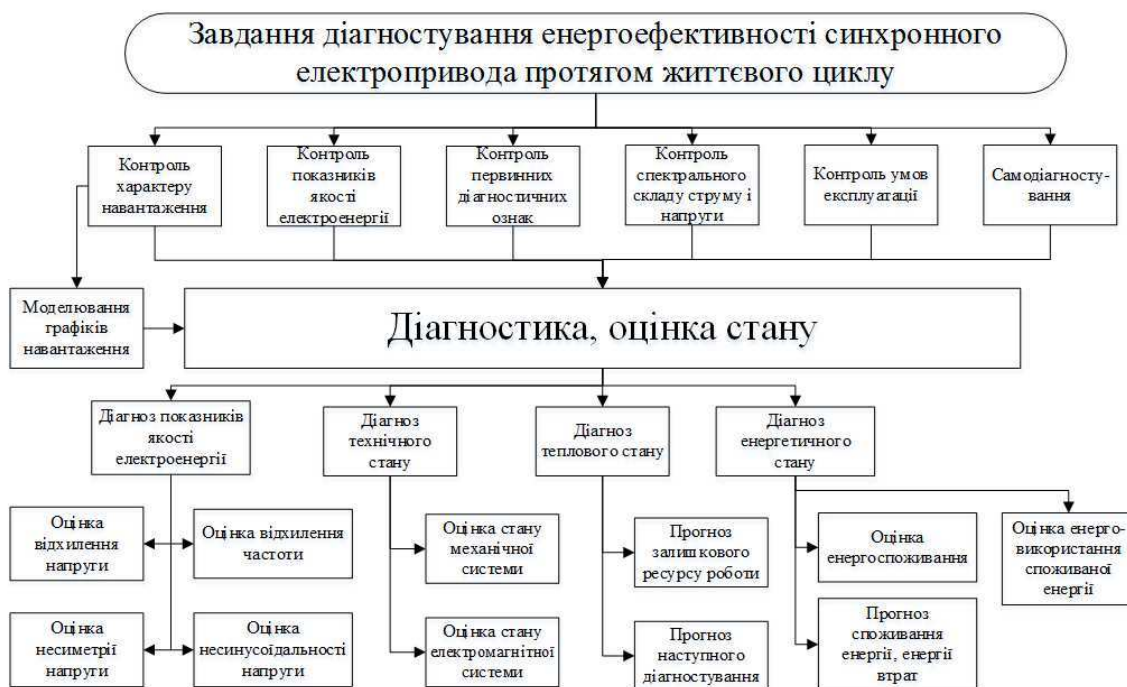 Завдання діагностування енергоефективності синхронного
електропривода протягом життєвого циклу
Контроль
характеру
навантаження
Контроль
показників
якості
електроенергії
Контроль
первинних
діагностичних
ознак
Контроль
спектрального
складу струму і
напруги
Контроль умов
експлуатації
Самодіагносту-
вання
Моделювання
графіків
навантаження
Діагностика, оцінка стану
Діагноз показників
якості
електроенергії
Діагноз
технічного
стану
Діагноз
теплового стану
Діагноз
енергетичного
стану
Оцінка
відхилення
напруги
Оцінка відхилення
частоти
Оцінка стану
механічної
системи
Прогноз
залишкового
ресурсу роботи
Оцінка
енергоспоживання
Оцінка енерго-
використання
споживаної
енергії
Оцінка
несиметрії
напруги
Оцінка
несинусоїдальності
напруги
Оцінка стану
електромагнітної
системи
Прогноз
наступного
діагностування
Прогноз
споживання
енергії, енергії
втрат